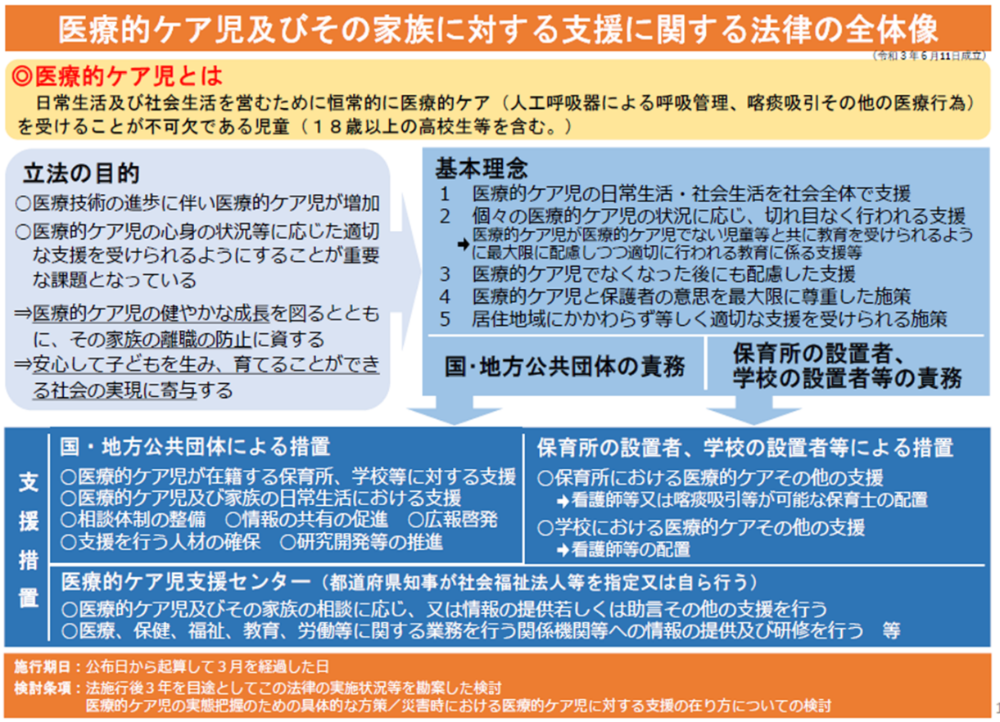 医療的ケア児及びその家族に対する支援に関する法律の全体像
（令和３年６月11日成立）
◎医療的ケア児とは
日常生活及び社会生活を営むために恒常的に医療的ケア（人工呼吸器による呼吸管理、喀痰吸引その他の医療行為）
を受けることが不可欠である児童（１８歳以上の高校生等を含む。）
立法の目的
○医療技術の進歩に伴い医療的ケア児が増加
○医療的ケア児の心身の状況等に応じた適切
な支援を受けられるようにすることが重要
な課題となっている
⇒医療的ケア児の健やかな成長を図るととも
に、その家族の離職の防止に資する
⇒安心して子どもを生み、育てることができ
る社会の実現に寄与する
基本理念
1 医療的ケア児の日常生活・社会生活を社会全体で支援
2 個々の医療的ケア児の状況に応じ、切れ目なく行われる支援
➡医療的ケア児が医療的ケア児でない児童等と共に教育を受けられるよう
に最大限に配慮しつつ適切に行われる教育に係る支援等
3 医療的ケア児でなくなった後にも配慮した支援
4 医療的ケア児と保護者の意思を最大限に尊重した施策
5 居住地域にかかわらず等しく適切な支援を受けられる施策
国・地方公共団体の責務
保育所の設置者、
学校の設置者等の責務
支援措置
国・地方公共団体による措置
○医療的ケア児が在籍する保育所、学校等に対する支援
○医療的ケア児及び家族の日常生活における支援
○相談体制の整備 ○情報の共有の促進 ○広報啓発
○支援を行う人材の確保 ○研究開発等の推進
保育所の設置者、学校の設置者等による措置
○保育所における医療的ケアその他の支援
➡看護師等又は喀痰吸引等が可能な保育士の配置
○学校における医療的ケアその他の支援
➡看護師等の配置
医療的ケア児支援センター（都道府県知事が社会福祉法人等を指定又は自ら行う）
○医療的ケア児及びその家族の相談に応じ、又は情報の提供若しくは助言その他の支援を行う
○医療、保健、福祉、教育、労働等に関する業務を行う関係機関等への情報の提供及び研修を行う 等
施行期日：公布日から起算して３月を経過した日
検討条項：法施行後３年を目途としてこの法律の実施状況等を勘案した検討
医療的ケア児の実態把握のための具体的な方策／災害時における医療的ケア児に対する支援の在り方についての検討
1